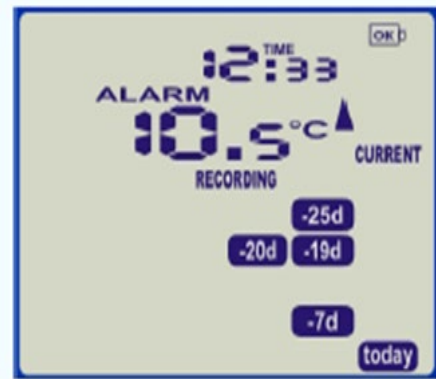 OK
TIME
12:33
ALARM
10.5°C
CURRENT
RECORDING
-25d
-20d -19d
-7d
today